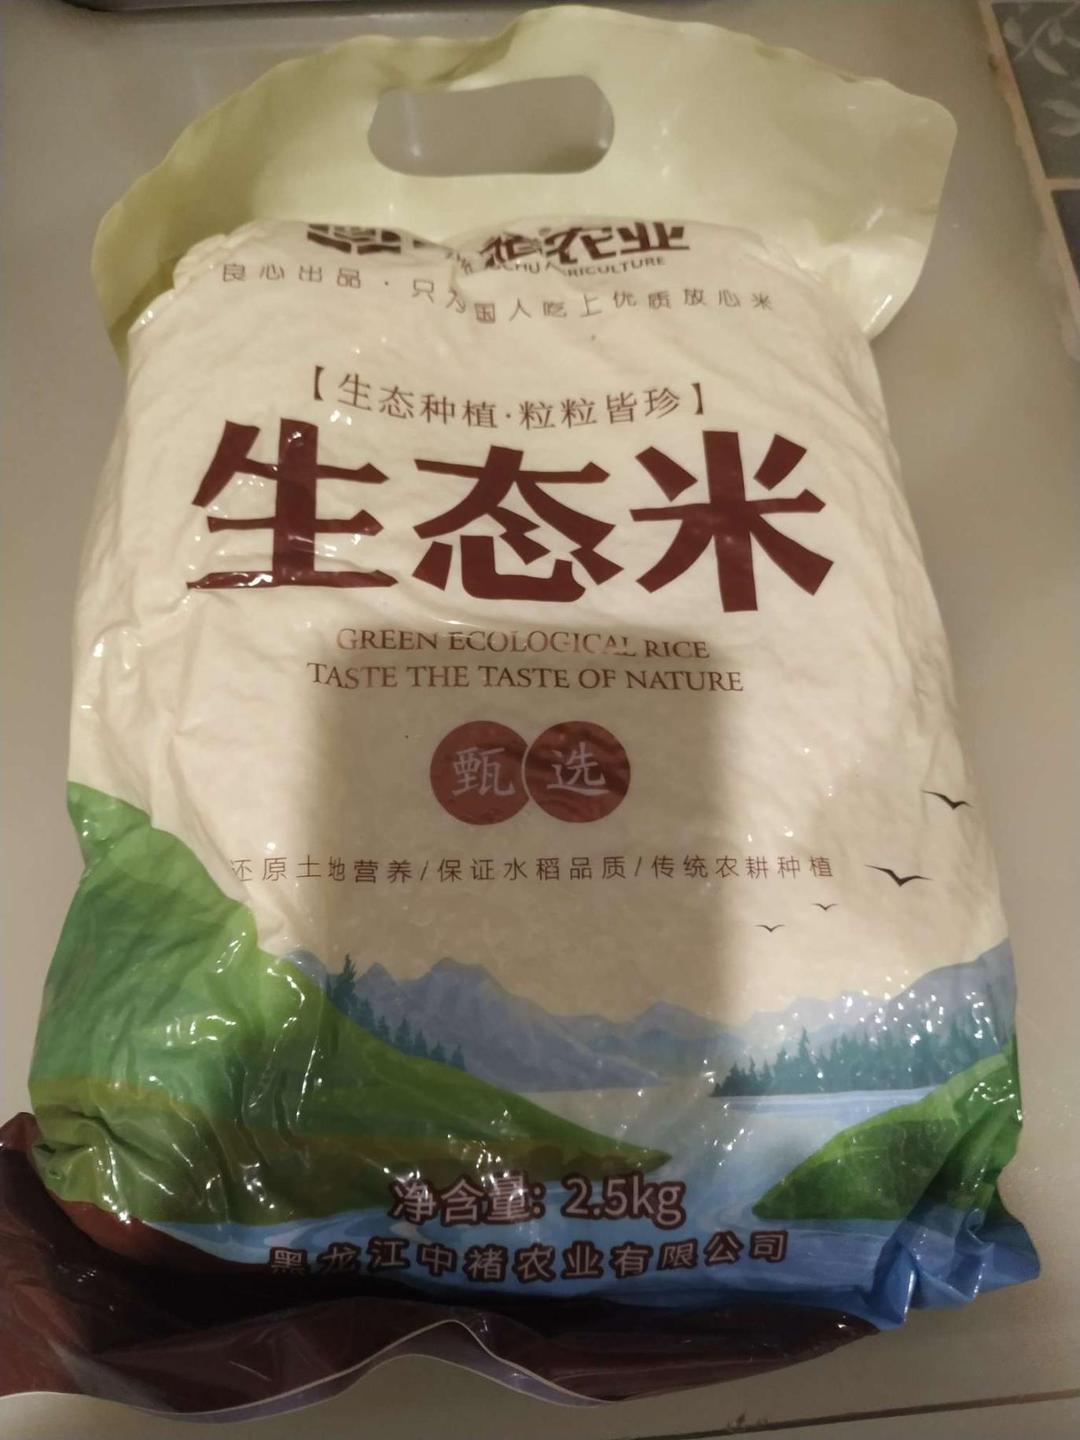 农业
良心出品·只为国人吃上优质放心米
【生态种植·粒粒皆珍】
生态米
GREEN ECOLOGICAL RICE
TASTE THE TASTE OF NATURE
甄选
还原土地营养/保证水稻品质/传统农耕种植
净含量: 2.5kg
黑龙江中褚农业有限公司